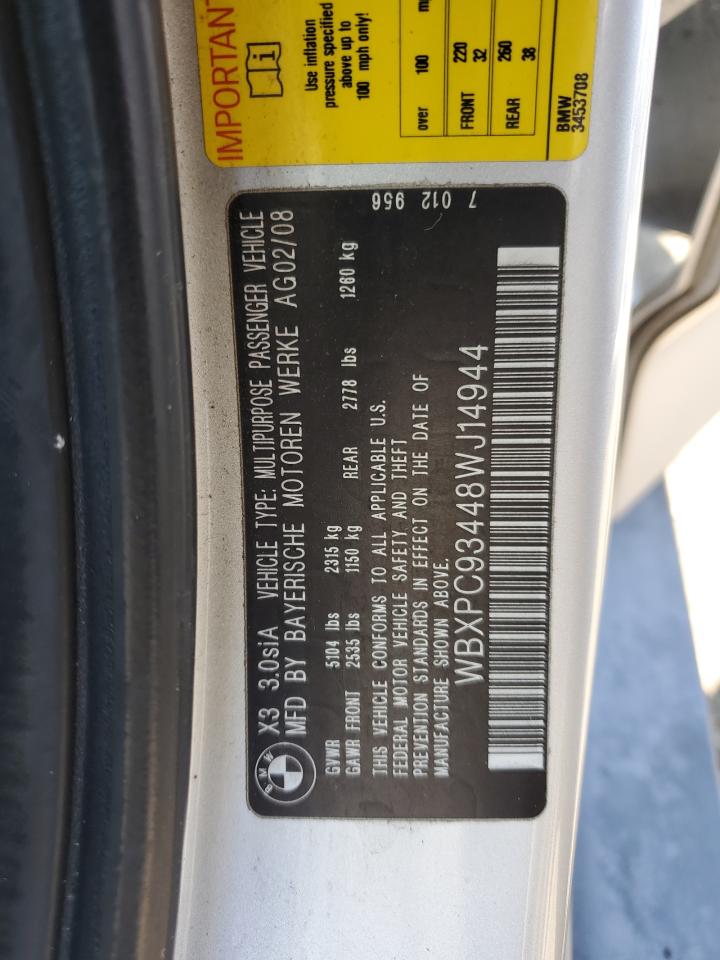 IMPORTANT
Use inflation
pressure specified
above up to
100 mph only!
over 100
FRONT 220
32
REAR 260
38
BMW
3453708
BMW
X3 3.0siA VEHICLE TYPE: MULTIPURPOSE PASSENGER VEHICLE
MFD BY BAYERISCHE MOTOREN WERKE AG02/08
GVWR 5104 lbs 2315 kg
GAWR FRONT 2535 lbs 1150 kg REAR 2778 lbs 1260 kg
THIS VEHICLE CONFORMS TO ALL APPLICABLE U.S.
FEDERAL MOTOR VEHICLE SAFETY AND THEFT
PREVENTION STANDARDS IN EFFECT ON THE DATE OF
MANUFACTURE SHOWN ABOVE.
WBXPC93448WJ14944
7 012 956